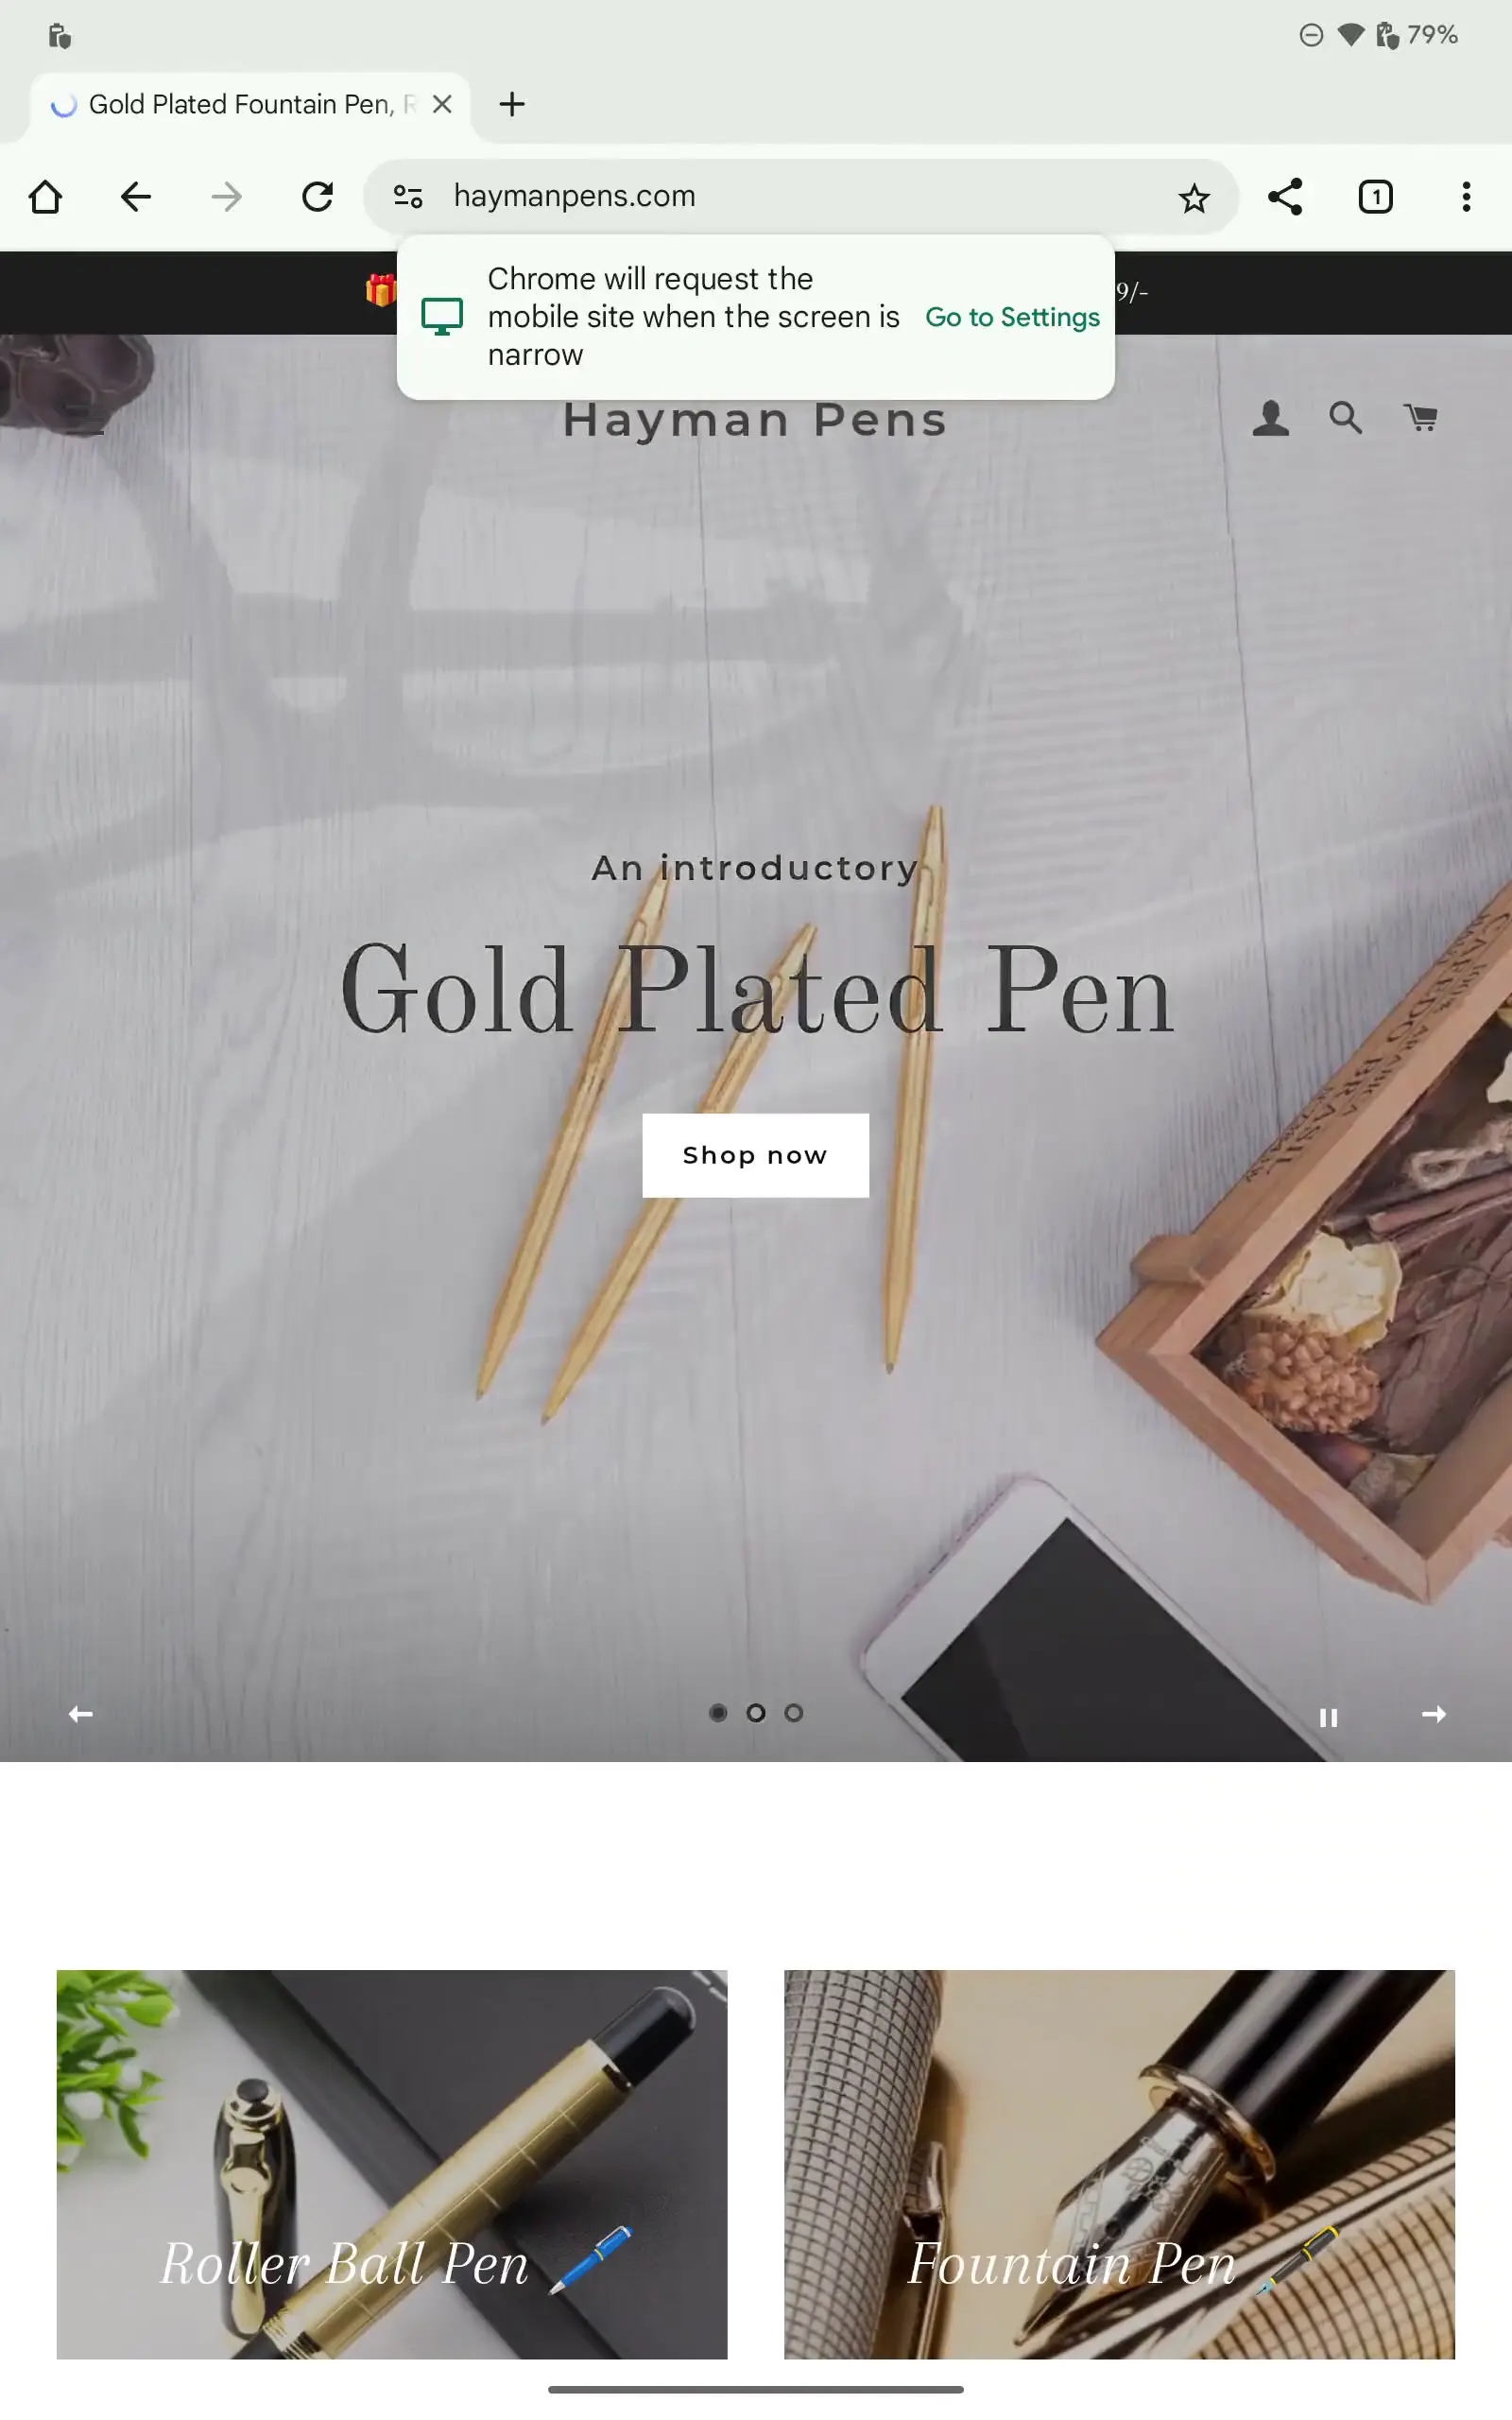 79%
Gold Plated Fountain Pen,
haymanpens.com
1
Chrome will request the
mobile site when the screen is
narrow
Go to Settings
9/-
Hayman Pens
An introductory
Gold Plated Pen
Shop now
Roller Ball Pen
Fountain Pen